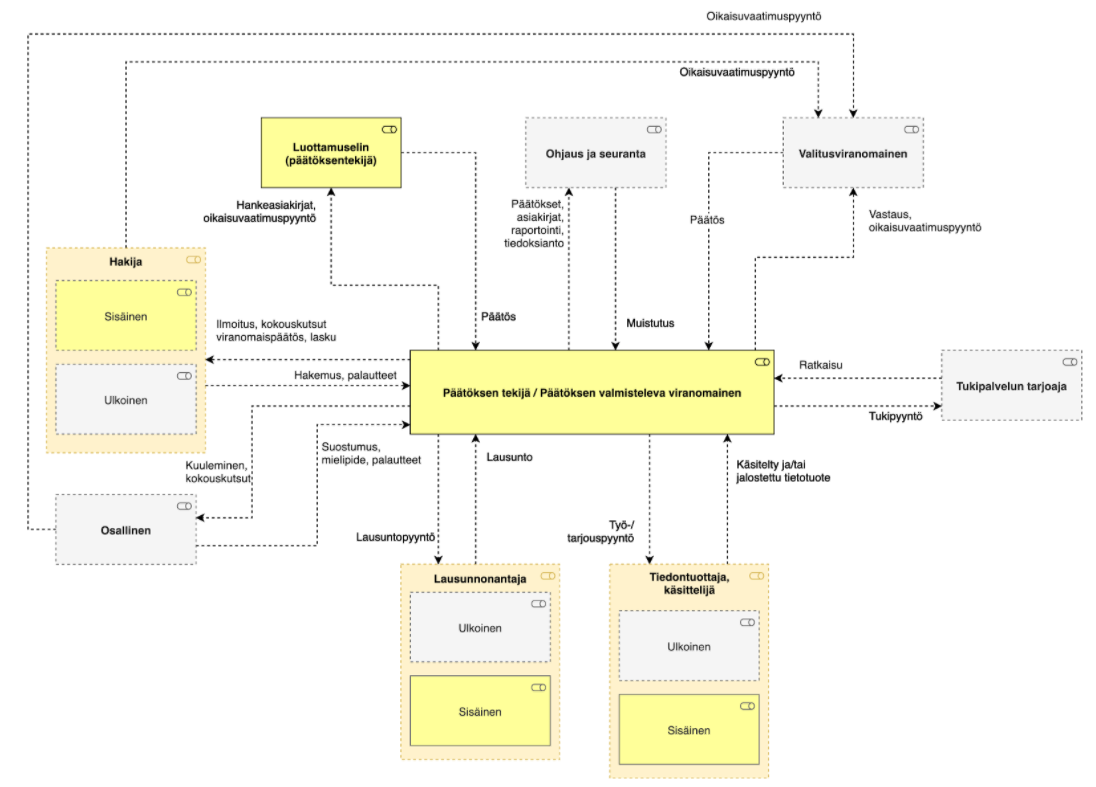 Oikaisuvaatimuspyyntö
Oikaisuvaatimuspyyntö
Luottamuselin
(päätöksentekijä)
Ohjaus ja seuranta
Valitusviranomainen
Hankeasiakirjat,
oikaisuvaatimuspyyntö
Päätökset,
asiakirjat,
raportointi,
tiedoksianto
Päätös
Vastaus,
oikaisuvaatimuspyyntö
Hakija
Sisäinen
Ulkoinen
Ilmoitus, kokouskutsut
viranomaispäätös, lasku
Päätös
Muistutus
Hakemus, palautteet
Päätöksen tekijä / Päätöksen valmisteleva viranomainen
Ratkaisu
Tukipalvelun tarjoaja
Tukipyyntö
Kuuleminen,
kokouskutsut
Suostumus,
mielipide, palautteet
Lausunto
Käsitelty ja/tai
jalostettu tietotuote
Osallinen
Lausuntopyyntö
Työ-/
tarjouspyyntö
Lausunnonantaja
Ulkoinen
Sisäinen
Tiedontuottaja,
käsittelijä
Ulkoinen
Sisäinen